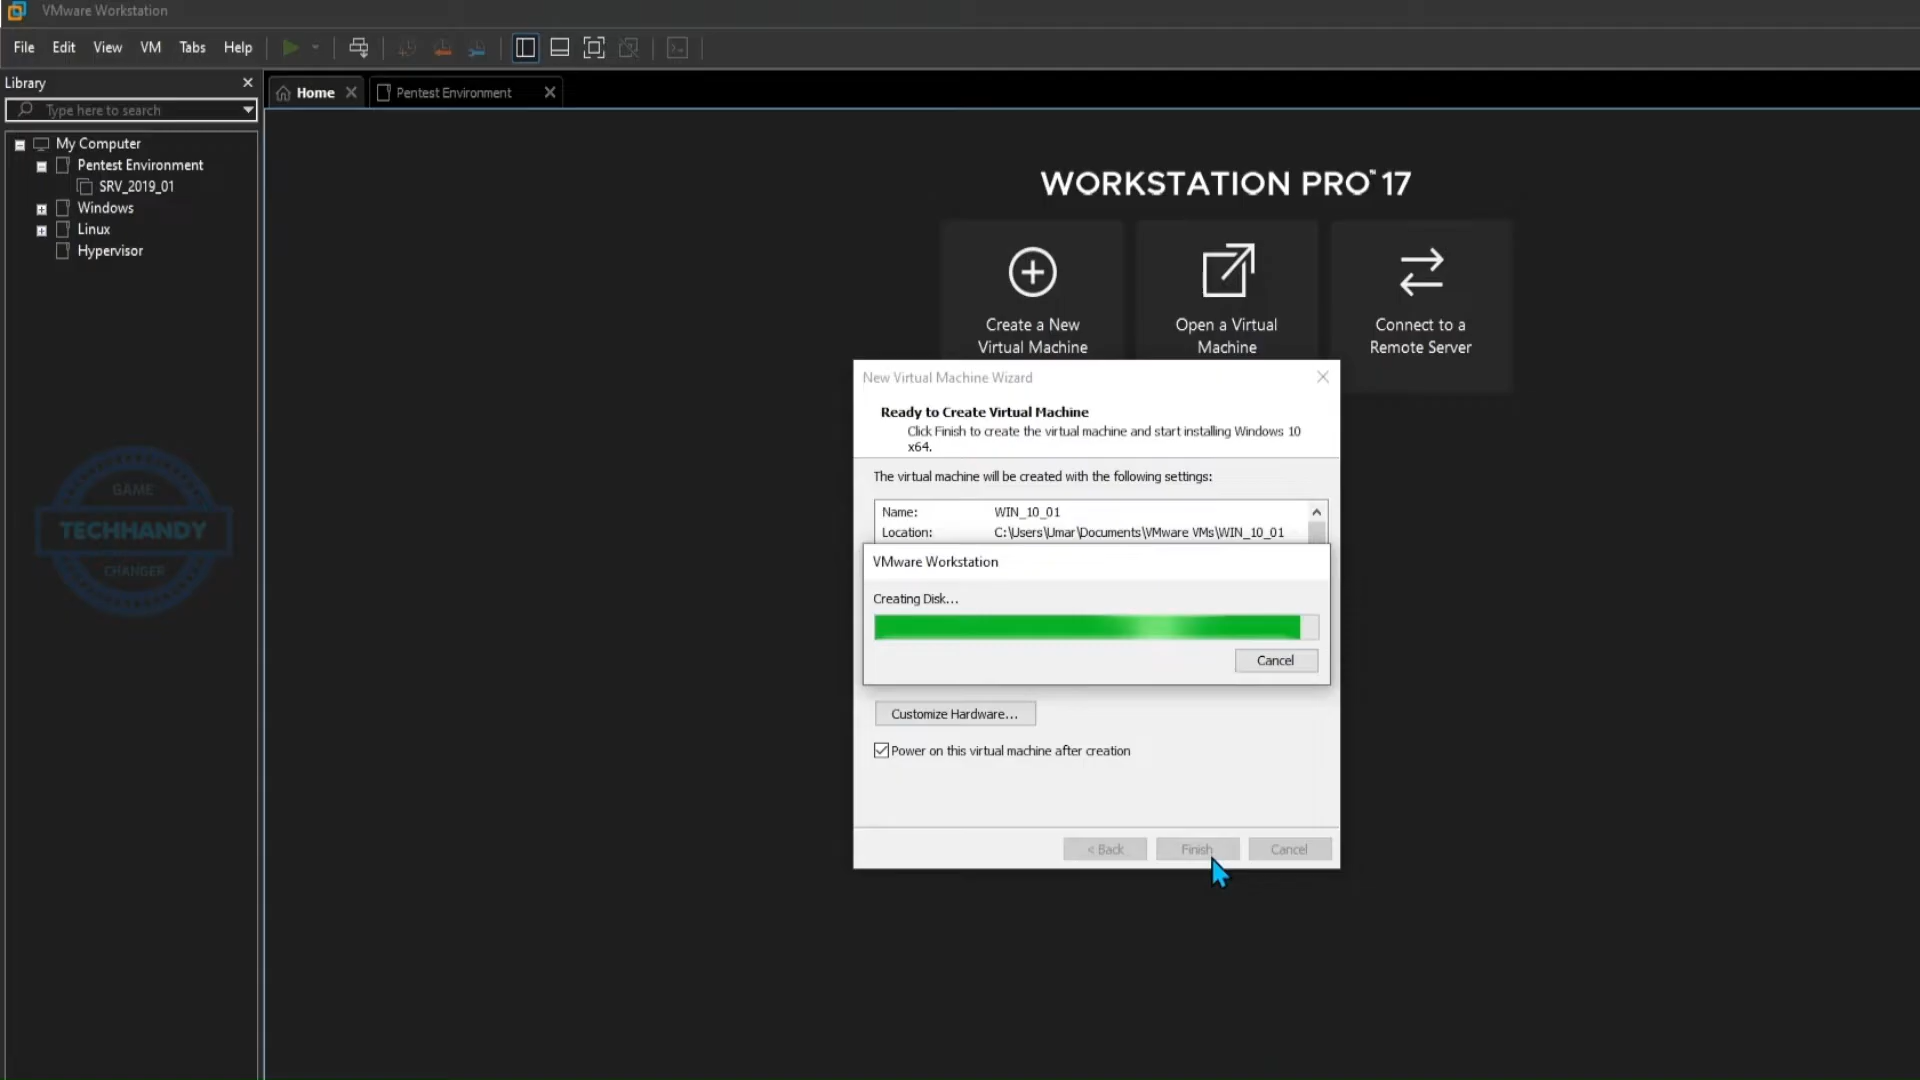 VMware Workstation
File Edit View VM Tabs Help
Library
Type here to search
Home
Pentest Environment
My Computer
Pentest Environment
SRV_2019_01
Windows
Linux
Hypervisor
WORKSTATION PRO™ 17
Create a New
Virtual Machine
Open a Virtual
Machine
Connect to a
Remote Server
New Virtual Machine Wizard
Ready to Create Virtual Machine
Click Finish to create the virtual machine and start installing Windows 10
x64.
The virtual machine will be created with the following settings:
Name: WIN_10_01
Location: C:\Users\Umar\Documents\VMware VMs\WIN_10_01
VMware Workstation
Creating Disk...
Cancel
Customize Hardware...
Power on this virtual machine after creation
< Back Finish Cancel
GAME
TECHHANDY
CHANGER